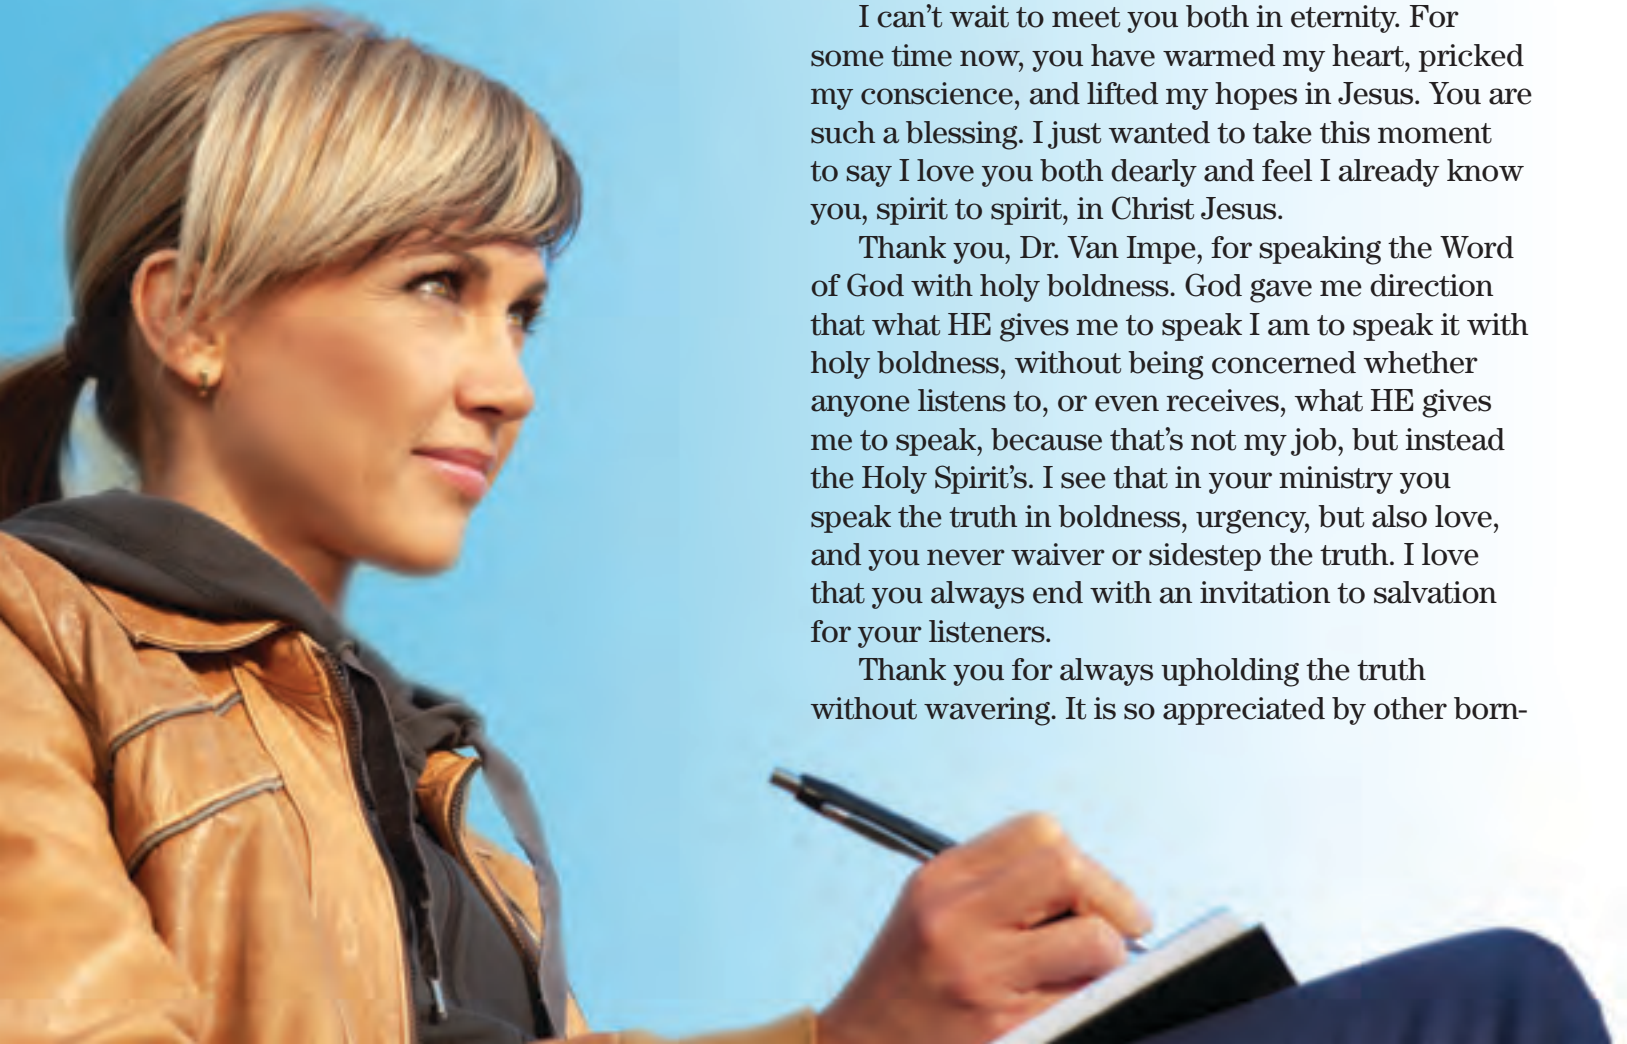 I can’t wait to meet you both in eternity. For
some time now, you have warmed my heart, pricked
my conscience, and lifted my hopes in Jesus. You are
such a blessing. I just wanted to take this moment
to say I love you both dearly and feel I already know
you, spirit to spirit, in Christ Jesus.
Thank you, Dr. Van Impe, for speaking the Word
of God with holy boldness. God gave me direction
that what HE gives me to speak I am to speak it with
holy boldness, without being concerned whether
anyone listens to, or even receives, what HE gives
me to speak, because that’s not my job, but instead
the Holy Spirit’s. I see that in your ministry you
speak the truth in boldness, urgency, but also love,
and you never waiver or sidestep the truth. I love
that you always end with an invitation to salvation
for your listeners.
Thank you for always upholding the truth
without wavering. It is so appreciated by other born-